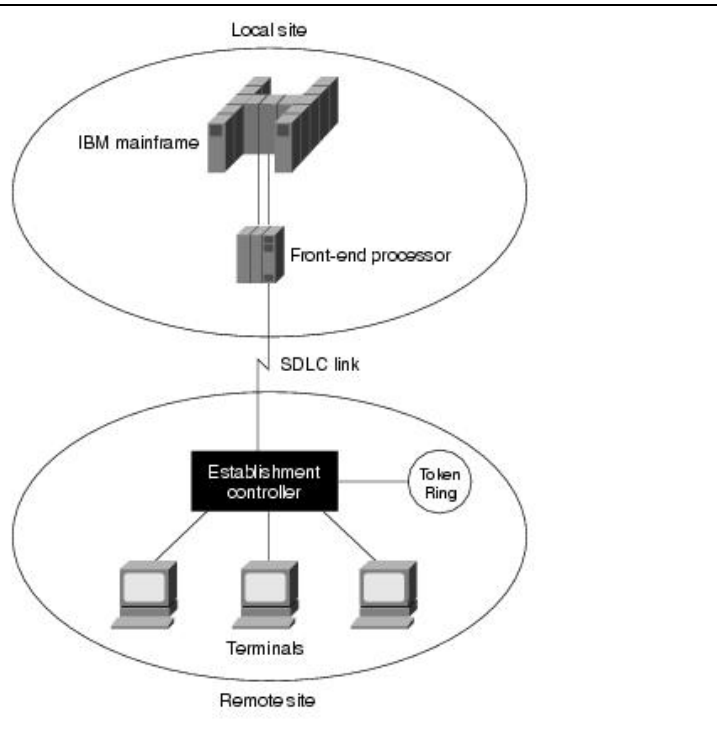 Local site
IBM mainframe
Front-end processor
SDLC link
Establishment
controller
Token
Ring
Terminals
Remote site